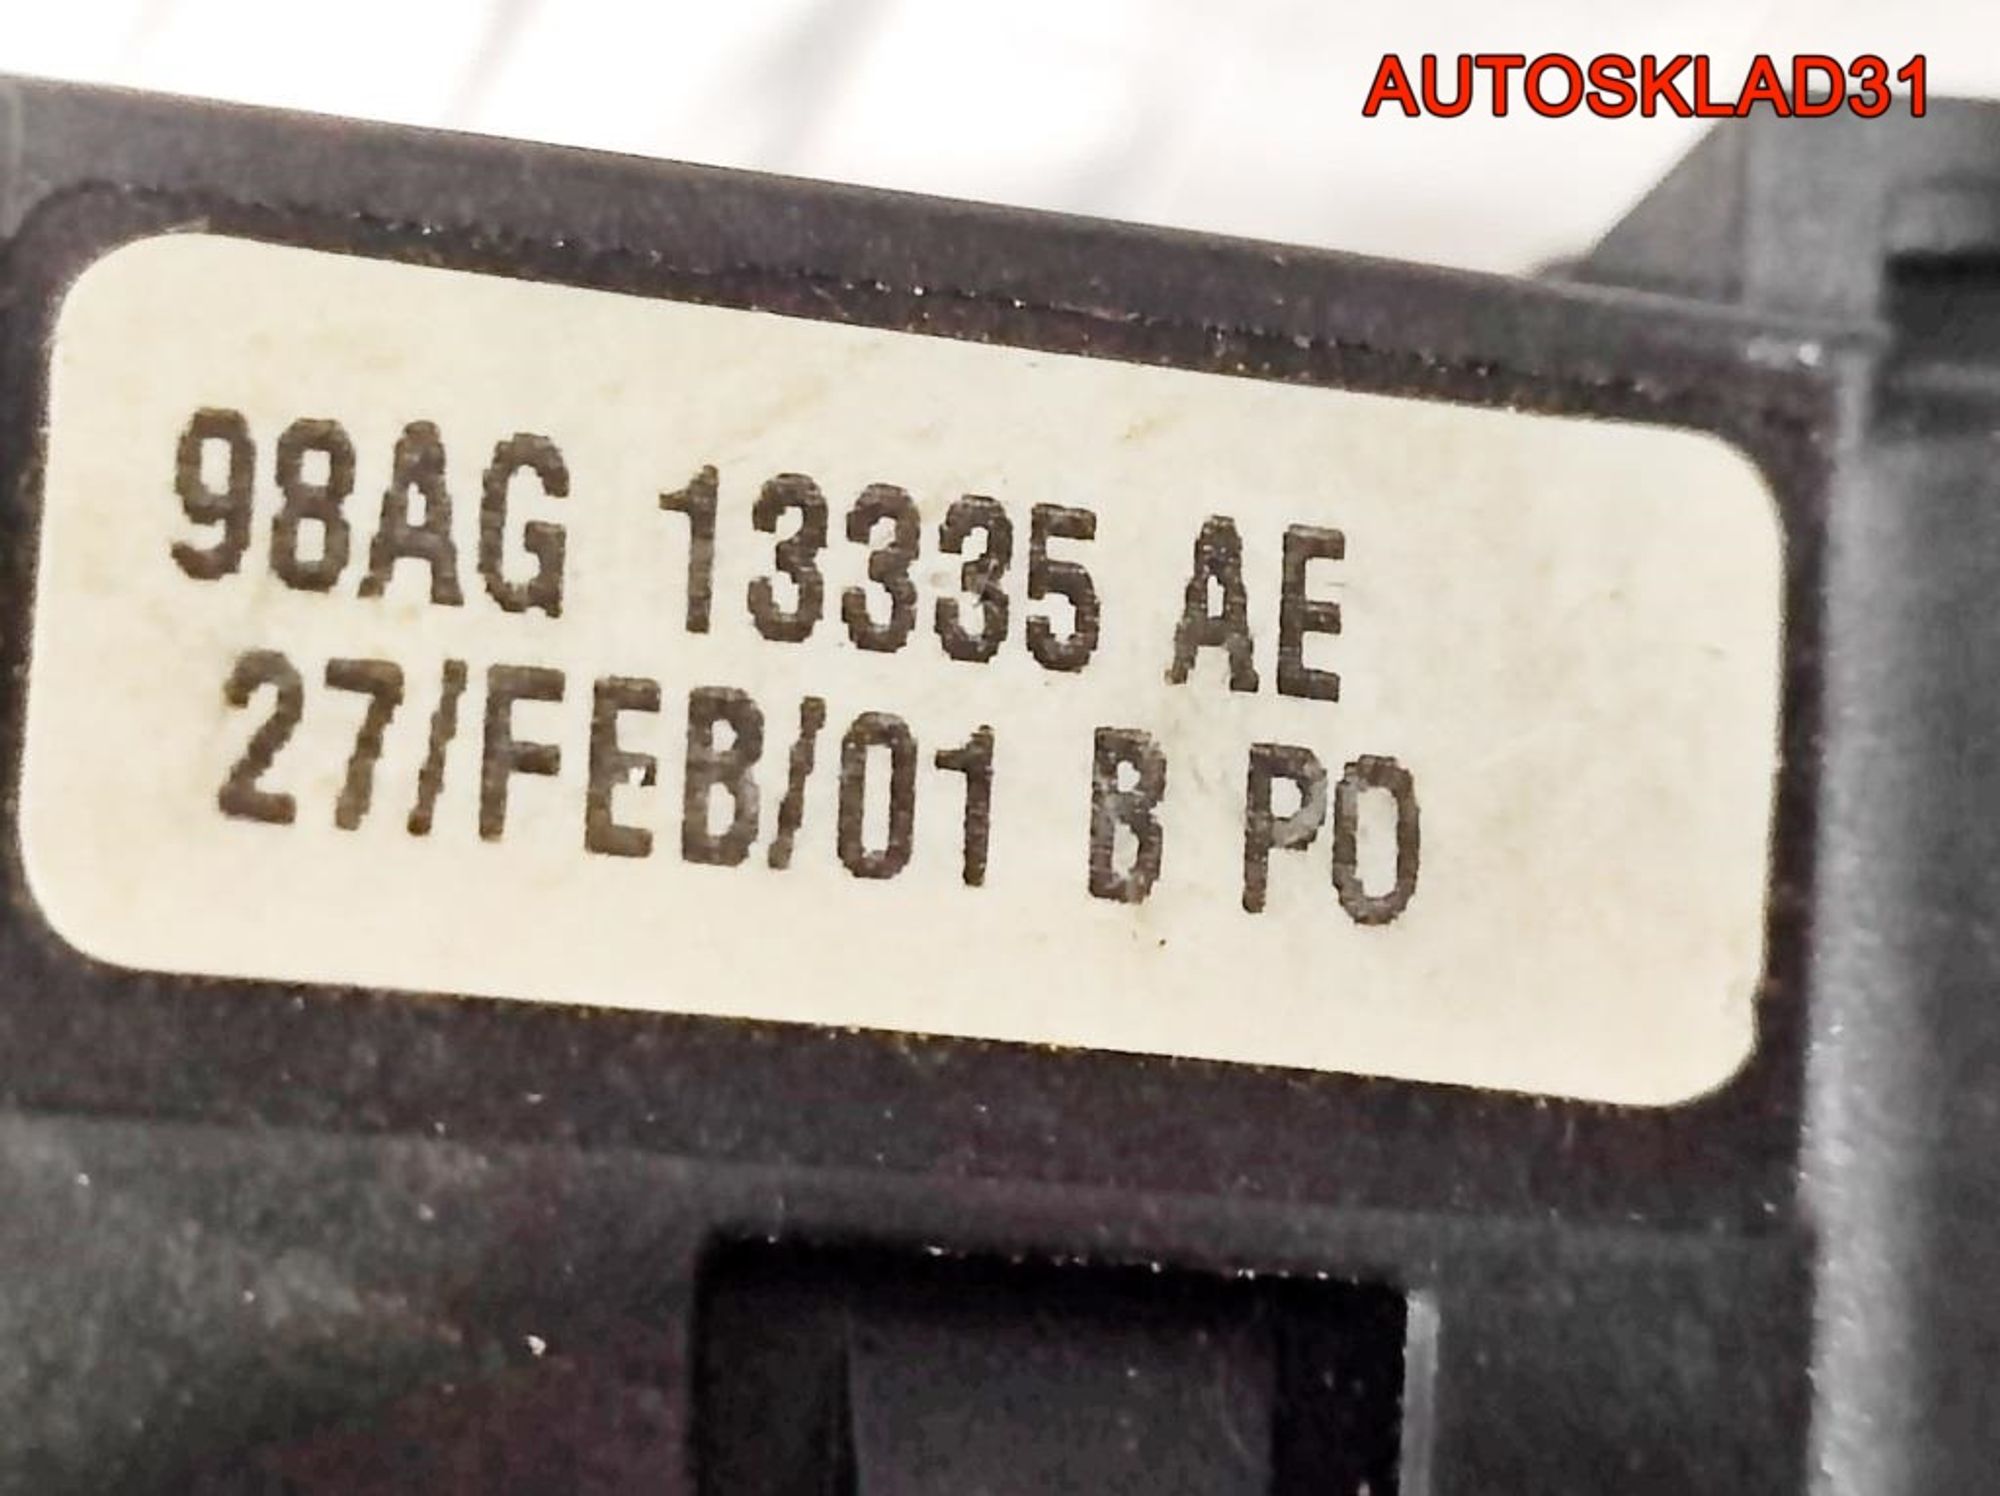 AUTOSKLAD31
98AG 13335 AE
27/FEB/01 B PO